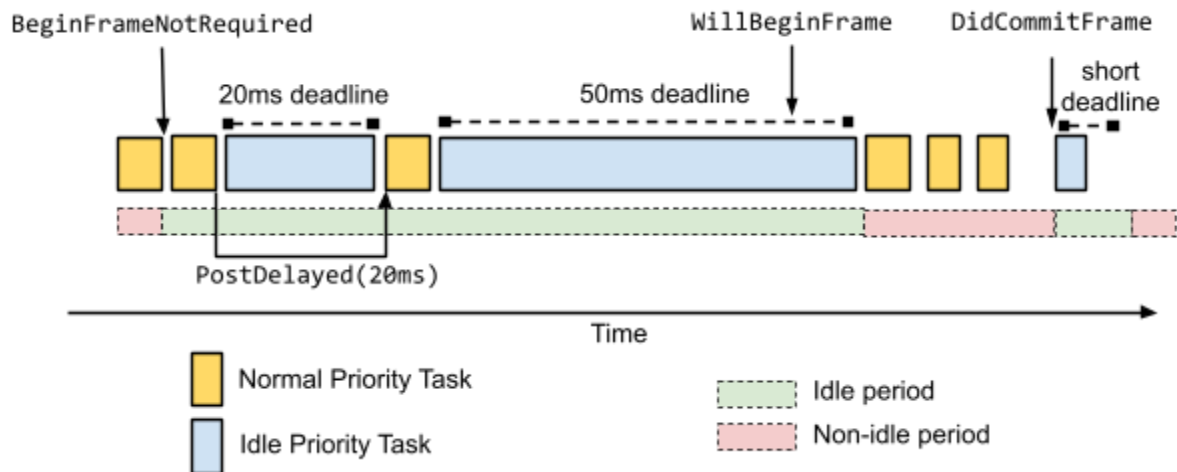 BeginFrameNotRequired
WillBeginFrame
DidCommitFrame
20ms deadline
50ms deadline
short
deadline
PostDelayed(20ms)
Time
Normal Priority Task
Idle Priority Task
Idle period
Non-idle period